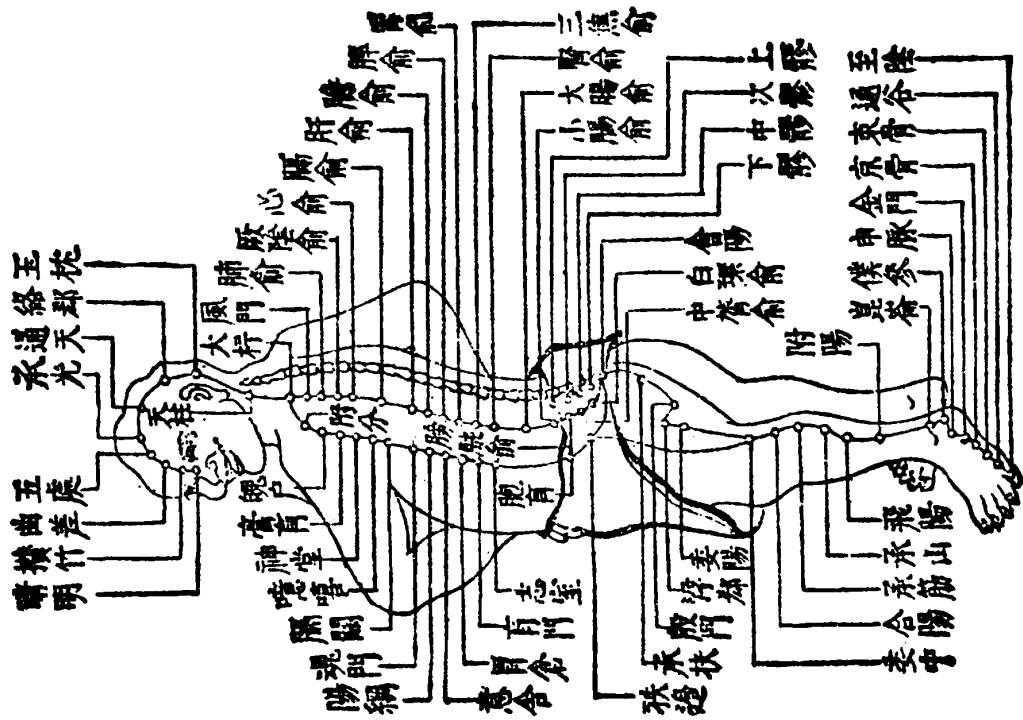 玉枕
絡郄
通天
承光
天柱
五處
曲差
攢竹
睛明
胃俞
脾俞
膽俞
肝俞
膈俞
心俞
厥陰俞
肺俞
風門
大杼
三焦俞
腎俞
大腸俞
小腸俞
膀胱俞
上髎
次髎
中髎
下髎
會陽
白環俞
中膂俞
至陰
通谷
束骨
京骨
金門
申脈
僕參
崑崙
附陽
附分
魄戶
膏肓
神堂
譩譆
膈關
魂門
陽綱
意舍
胃倉
肓門
志室
胞肓
秩邊
承扶
殷門
浮郄
委陽
委中
合陽
承筋
承山
飛陽